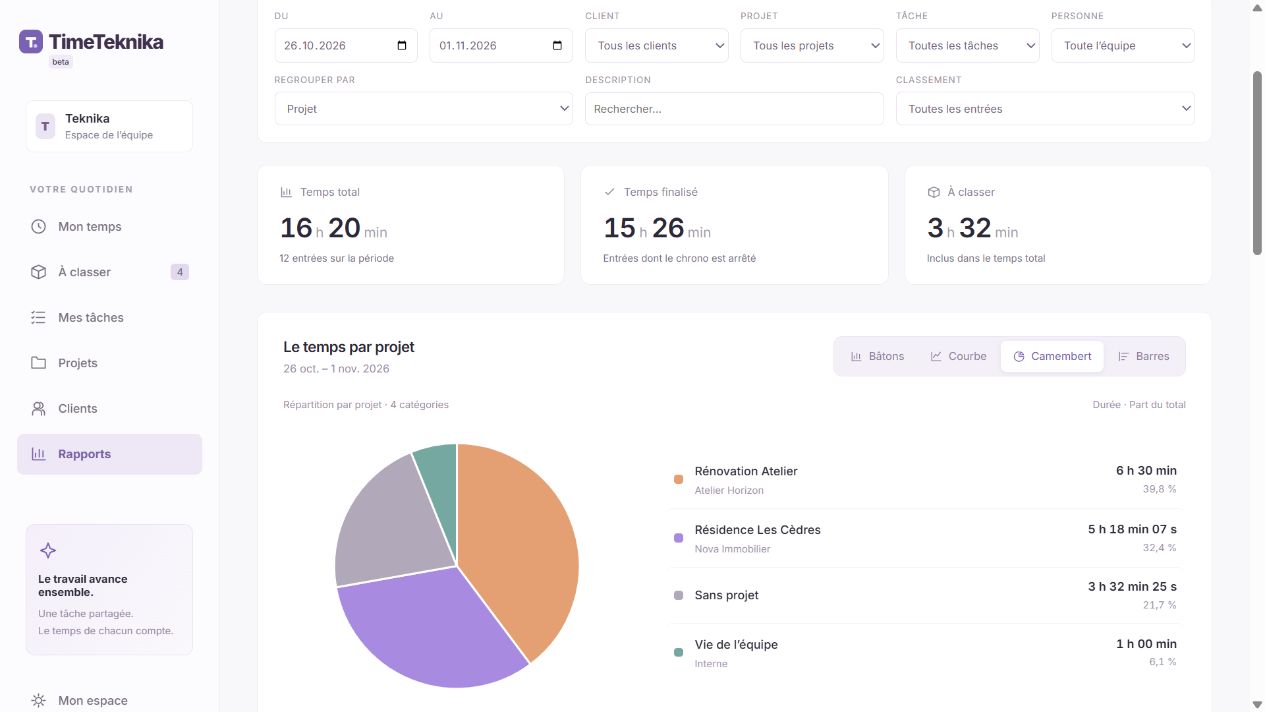 TimeTeknika
beta
T
Teknika
Espace de l'équipe
VOTRE QUOTIDIEN
Mon temps
À classer
4
Mes tâches
Projets
Clients
Rapports
Le travail avance
ensemble.
Une tâche partagée.
Le temps de chacun compte.
Mon espace
DU
AU
CLIENT
PROJET
TÂCHE
PERSONNE
26.10.2026
01.11.2026
Tous les clients
Tous les projets
Toutes les tâches
Toute l'équipe
REGROUPER PAR
DESCRIPTION
CLASSEMENT
Projet
Rechercher...
Toutes les entrées
Temps total
16 h 20 min
12 entrées sur la période
Temps finalisé
15 h 26 min
Entrées dont le chrono est arrêté
À classer
3 h 32 min
Inclus dans le temps total
Le temps par projet
26 oct. – 1 nov. 2026
Bâtons
Courbe
Camembert
Barres
Répartition par projet · 4 catégories
Durée · Part du total
Rénovation Atelier
6 h 30 min
Atelier Horizon
39,8 %
Résidence Les Cèdres
5 h 18 min 07 s
Nova Immobilier
32,4 %
Sans projet
3 h 32 min 25 s
21,7 %
Vie de l'équipe
1 h 00 min
Interne
6,1 %